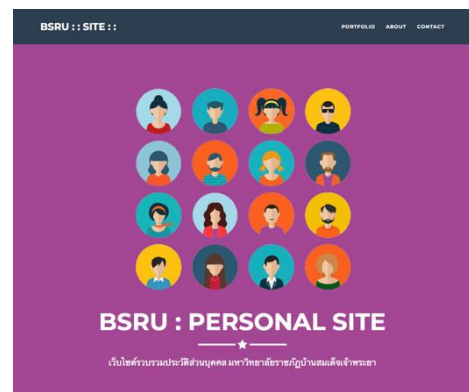 BSRU : : SITE : :
PORTFOLIO ABOUT CONTACT
BSRU : PERSONAL SITE
เว็บไซต์รวบรวมประวัติส่วนบุคคล มหาวิทยาลัยราชภัฏบ้านสมเด็จเจ้าพระยา